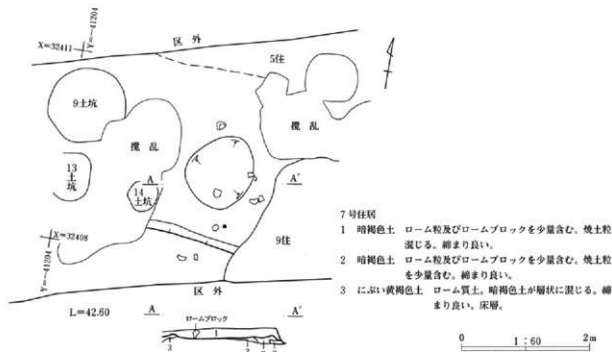 X=32411
Y=-41204
区外
5住
9土坑
攪乱
攪乱
13
土坑
A
14
土坑
A′
X=32408
Y=-41204
9住
区外
L=42.60
A
A′
ロームブロック
1
3
7号住居
1 暗褐色土 ローム粒及びロームブロックを少量含む。焼土粒
混じる。締まり良い。
2 暗褐色土 ローム粒及びロームブロックを少量含む。焼土粒
を少量含む。締まり良い。
3 にぶい黄褐色土 ローム質土。暗褐色土が層状に混じる。締
まり良い。床層。
0 1:60 2m